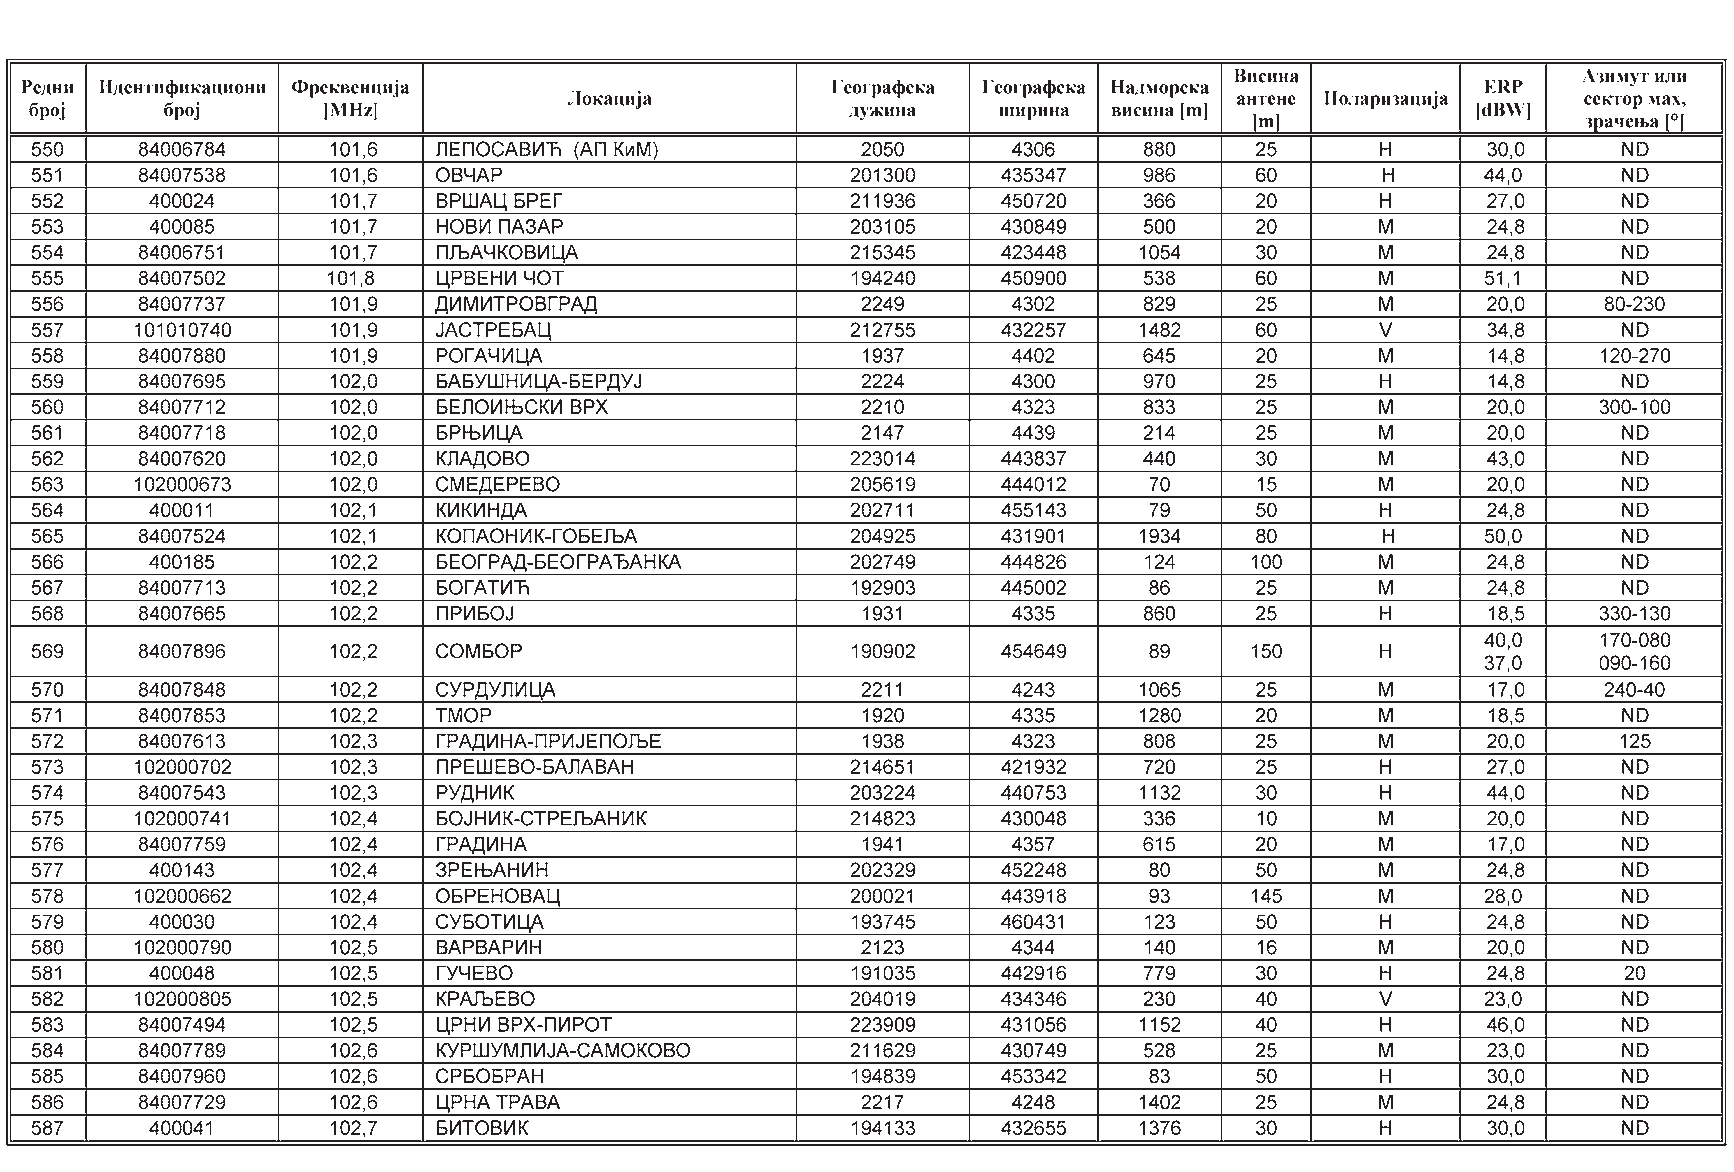 Редни број Идентификациони број Фреквенција [MHz] Локација Географска дужина Географска ширина Надморска висина [m] Висина антене [m] Поларизација ERP [dBW] Азимут или сектор мах, зрачења [°]
550 84006784 101,6 ЛЕПОСАВИЋ (АП КиМ) 2050 4306 880 25 H 30,0 ND
551 84007538 101,6 ОВЧАР 201300 435347 986 60 H 44,0 ND
552 400024 101,7 ВРШАЦ БРЕГ 211936 450720 366 20 H 27,0 ND
553 400085 101,7 НОВИ ПАЗАР 203105 430849 500 20 M 24,8 ND
554 84006751 101,7 ПЉАЧКОВИЦА 215345 423448 1054 30 M 24,8 ND
555 84007502 101,8 ЦРВЕНИ ЧОТ 194240 450900 538 60 M 51,1 ND
556 84007737 101,9 ДИМИТРОВГРАД 2249 4302 829 25 M 20,0 80-230
557 101010740 101,9 ЈАСТРЕБАЦ 212755 432257 1482 60 V 34,8 ND
558 84007880 101,9 РОГАЧИЦА 1937 4402 645 20 M 14,8 120-270
559 84007695 102,0 БАБУШНИЦА-БЕРДУЈ 2224 4300 970 25 H 14,8 ND
560 84007712 102,0 БЕЛОИЊСКИ ВРХ 2210 4323 833 25 M 20,0 300-100
561 84007718 102,0 БРЊИЦА 2147 4439 214 25 M 20,0 ND
562 84007620 102,0 КЛАДОВО 223014 443837 440 30 M 43,0 ND
563 102000673 102,0 СМЕДЕРЕВО 205619 444012 70 15 M 20,0 ND
564 400011 102,1 КИКИНДА 202711 455143 79 50 H 24,8 ND
565 84007524 102,1 КОПАОНИК-ГОБЕЉА 204925 431901 1934 80 H 50,0 ND
566 400185 102,2 БЕОГРАД-БЕОГРАЂАНКА 202749 444826 124 100 M 24,8 ND
567 84007713 102,2 БОГАТИЋ 192903 445002 86 25 M 24,8 ND
568 84007665 102,2 ПРИБОЈ 1931 4335 860 25 H 18,5 330-130
569 84007896 102,2 СОМБОР 190902 454649 89 150 H 40,0 170-080
37,0 090-160
570 84007848 102,2 СУРДУЛИЦА 2211 4243 1065 25 M 17,0 240-40
571 84007853 102,2 ТМОР 1920 4335 1280 20 M 18,5 ND
572 84007613 102,3 ГРАДИНА-ПРИЈЕПОЉЕ 1938 4323 808 25 M 20,0 125
573 102000702 102,3 ПРЕШЕВО-БАЛАВАН 214651 421932 720 25 H 27,0 ND
574 84007543 102,3 РУДНИК 203224 440753 1132 30 H 44,0 ND
575 102000741 102,4 БОЈНИК-СТРЕЉАНИК 214823 430048 336 10 M 20,0 ND
576 84007759 102,4 ГРАДИНА 1941 4357 615 20 M 17,0 ND
577 400143 102,4 ЗРЕЊАНИН 202329 452248 80 50 M 24,8 ND
578 102000662 102,4 ОБРЕНОВАЦ 200021 443918 93 145 M 28,0 ND
579 400030 102,4 СУБОТИЦА 193745 460431 123 50 H 24,8 ND
580 102000790 102,5 ВАРВАРИН 2123 4344 140 16 M 20,0 ND
581 400048 102,5 ГУЧЕВО 191035 442916 779 30 H 24,8 20
582 102000805 102,5 КРАЉЕВО 204019 434346 230 40 V 23,0 ND
583 84007494 102,5 ЦРНИ ВРХ-ПИРОТ 223909 431056 1152 40 H 46,0 ND
584 84007789 102,6 КУРШУМЛИЈА-САМОКОВО 211629 430749 528 25 M 23,0 ND
585 84007960 102,6 СРБОБРАН 194839 453342 83 50 H 30,0 ND
586 84007729 102,6 ЦРНА ТРАВА 2217 4248 1402 25 M 24,8 ND
587 400041 102,7 БИТОВИК 194133 432655 1376 30 H 30,0 ND